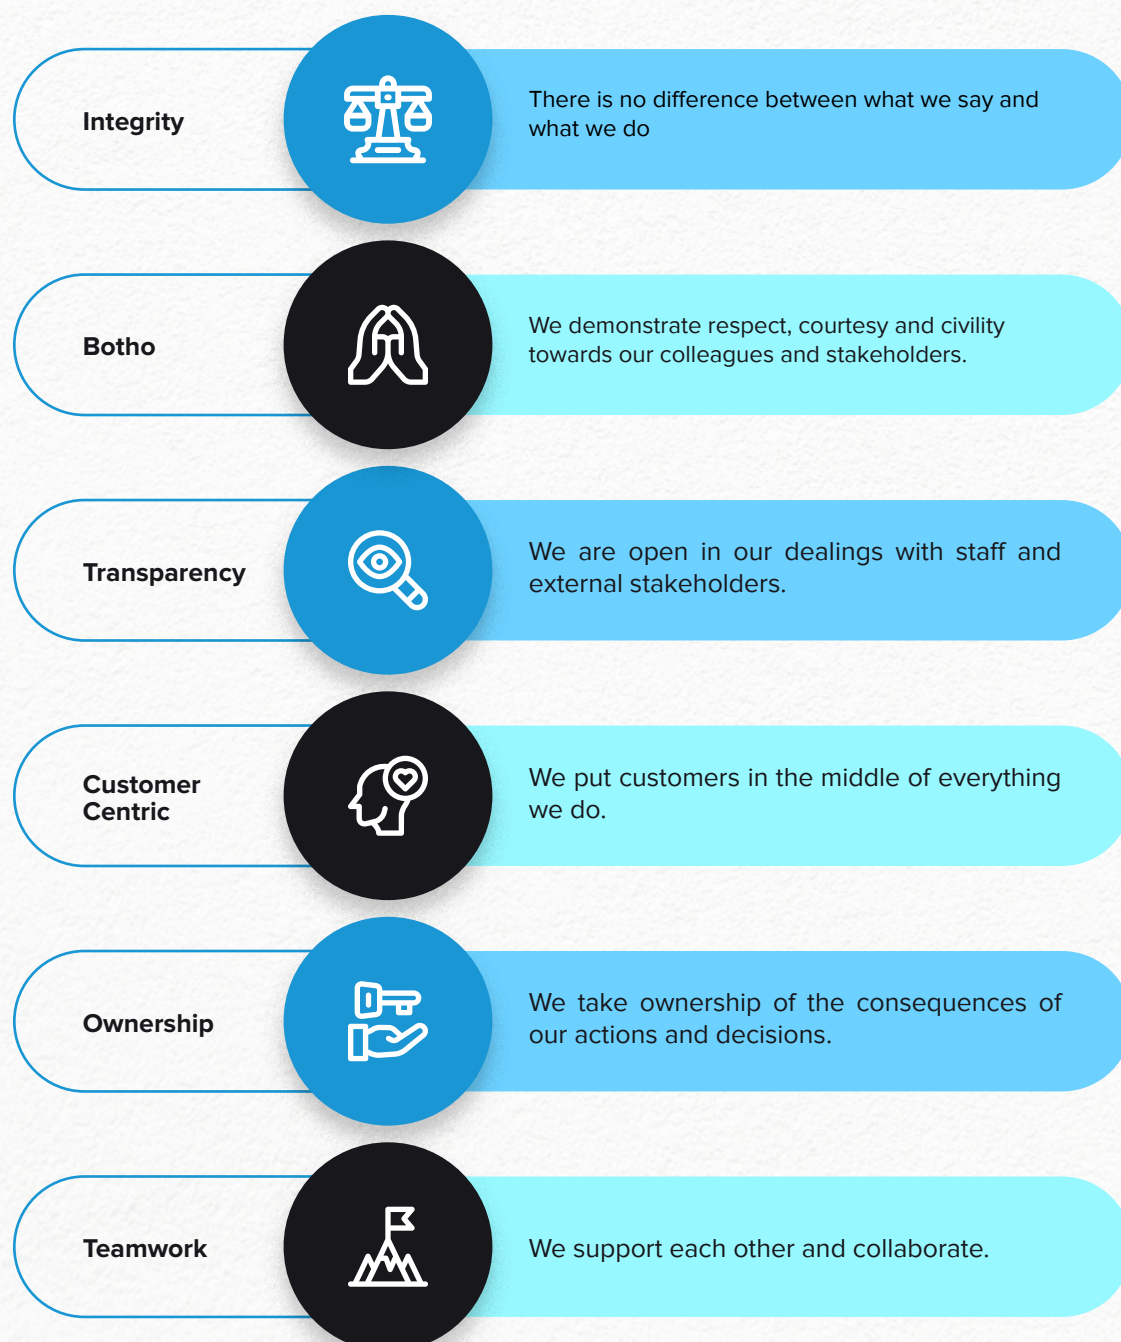 Integrity
There is no difference between what we say and
what we do
Botho
We demonstrate respect, courtesy and civility
towards our colleagues and stakeholders.
Transparency
We are open in our dealings with staff and
external stakeholders.
Customer
Centric
We put customers in the middle of everything
we do.
Ownership
We take ownership of the consequences of
our actions and decisions.
Teamwork
We support each other and collaborate.